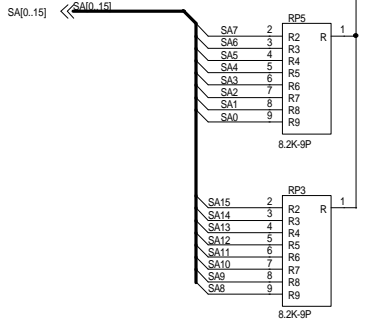 SA[0..15] SA[0..15]
RP5
SA7 2 R2 R 1
SA6 3 R3
SA5 4 R4
SA4 5 R5
SA3 6 R6
SA2 7 R7
SA1 8 R8
SA0 9 R9
8.2K-9P
RP3
SA15 2 R2 R 1
SA14 3 R3
SA13 4 R4
SA12 5 R5
SA11 6 R6
SA10 7 R7
SA9 8 R8
SA8 9 R9
8.2K-9P